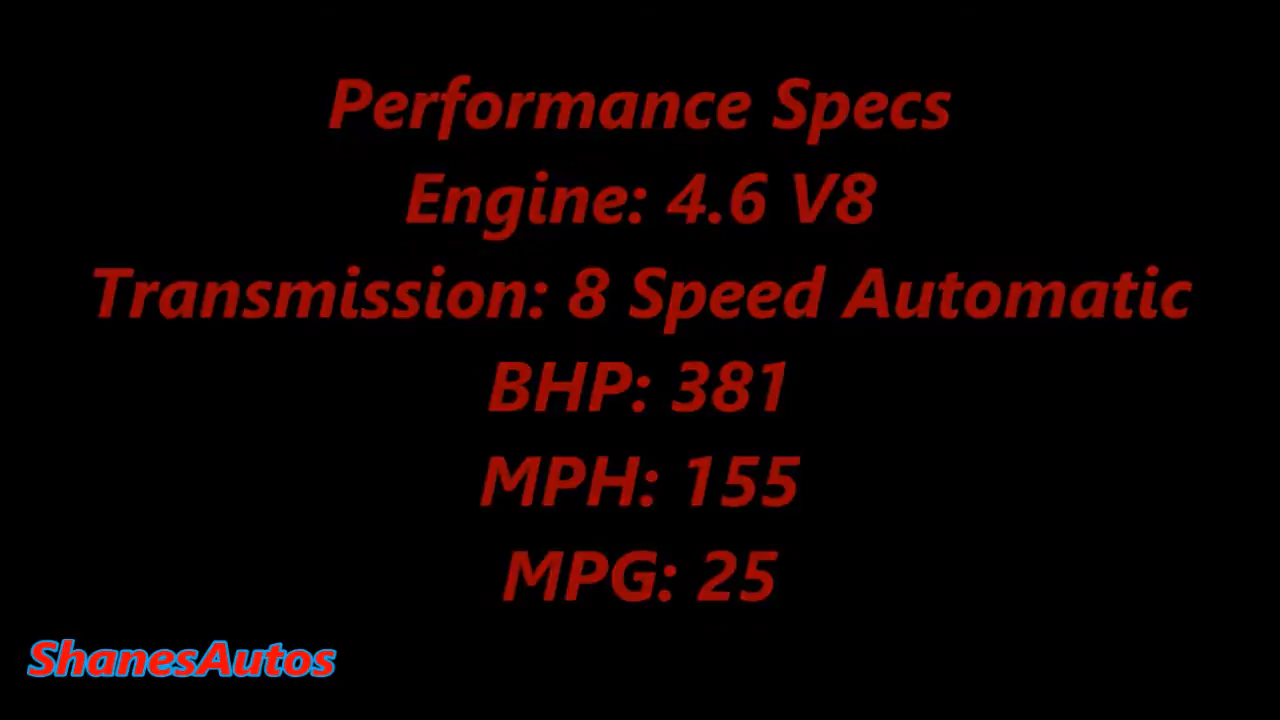 Performance Specs
Engine: 4.6 V8
Transmission: 8 Speed Automatic
BHP: 381
MPH: 155
MPG: 25
ShanesAutos